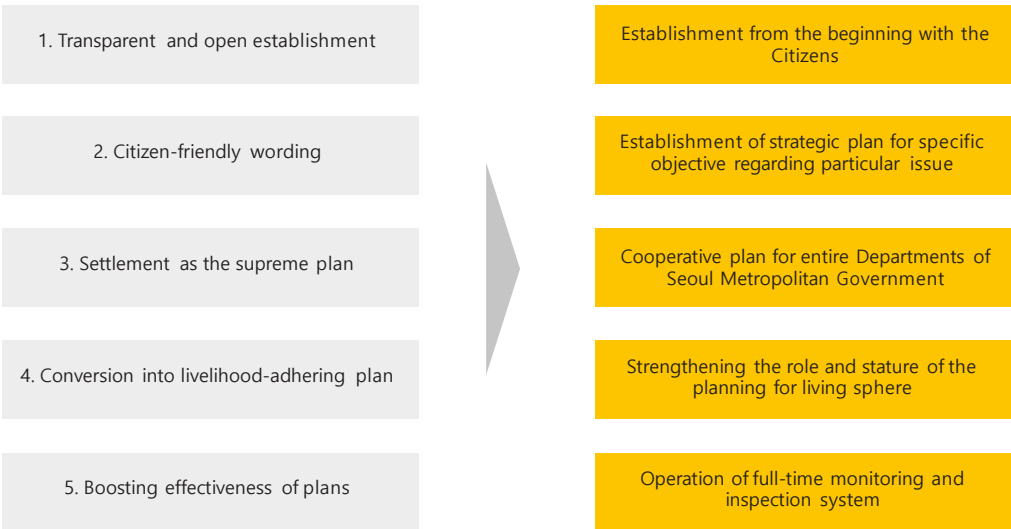 1. Transparent and open establishment
Establishment from the beginning with the
Citizens
2. Citizen-friendly wording
Establishment of strategic plan for specific
objective regarding particular issue
3. Settlement as the supreme plan
Cooperative plan for entire Departments of
Seoul Metropolitan Government
4. Conversion into livelihood-adhering plan
Strengthening the role and stature of the
planning for living sphere
5. Boosting effectiveness of plans
Operation of full-time monitoring and
inspection system